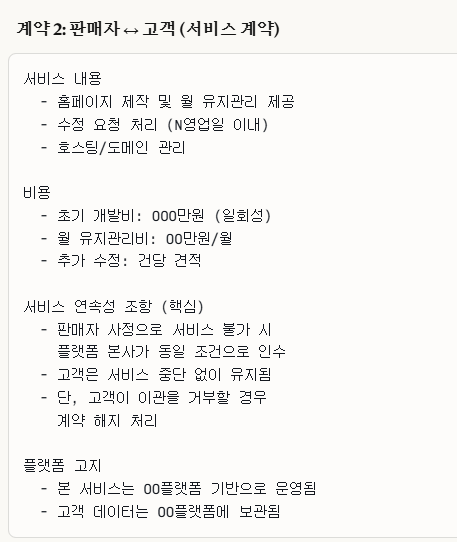 계약 2: 판매자 ↔ 고객 (서비스 계약)
서비스 내용
- 홈페이지 제작 및 월 유지관리 제공
- 수정 요청 처리 (N영업일 이내)
- 호스팅/도메인 관리
비용
- 초기 개발비: OOO만원 (일회성)
- 월 유지관리비: OO만원/월
- 추가 수정: 건당 견적
서비스 연속성 조항 (핵심)
- 판매자 사정으로 서비스 불가 시
플랫폼 본사가 동일 조건으로 인수
- 고객은 서비스 중단 없이 유지됨
- 단, 고객이 이관을 거부할 경우
계약 해지 처리
플랫폼 고지
- 본 서비스는 OO플랫폼 기반으로 운영됨
- 고객 데이터는 OO플랫폼에 보관됨